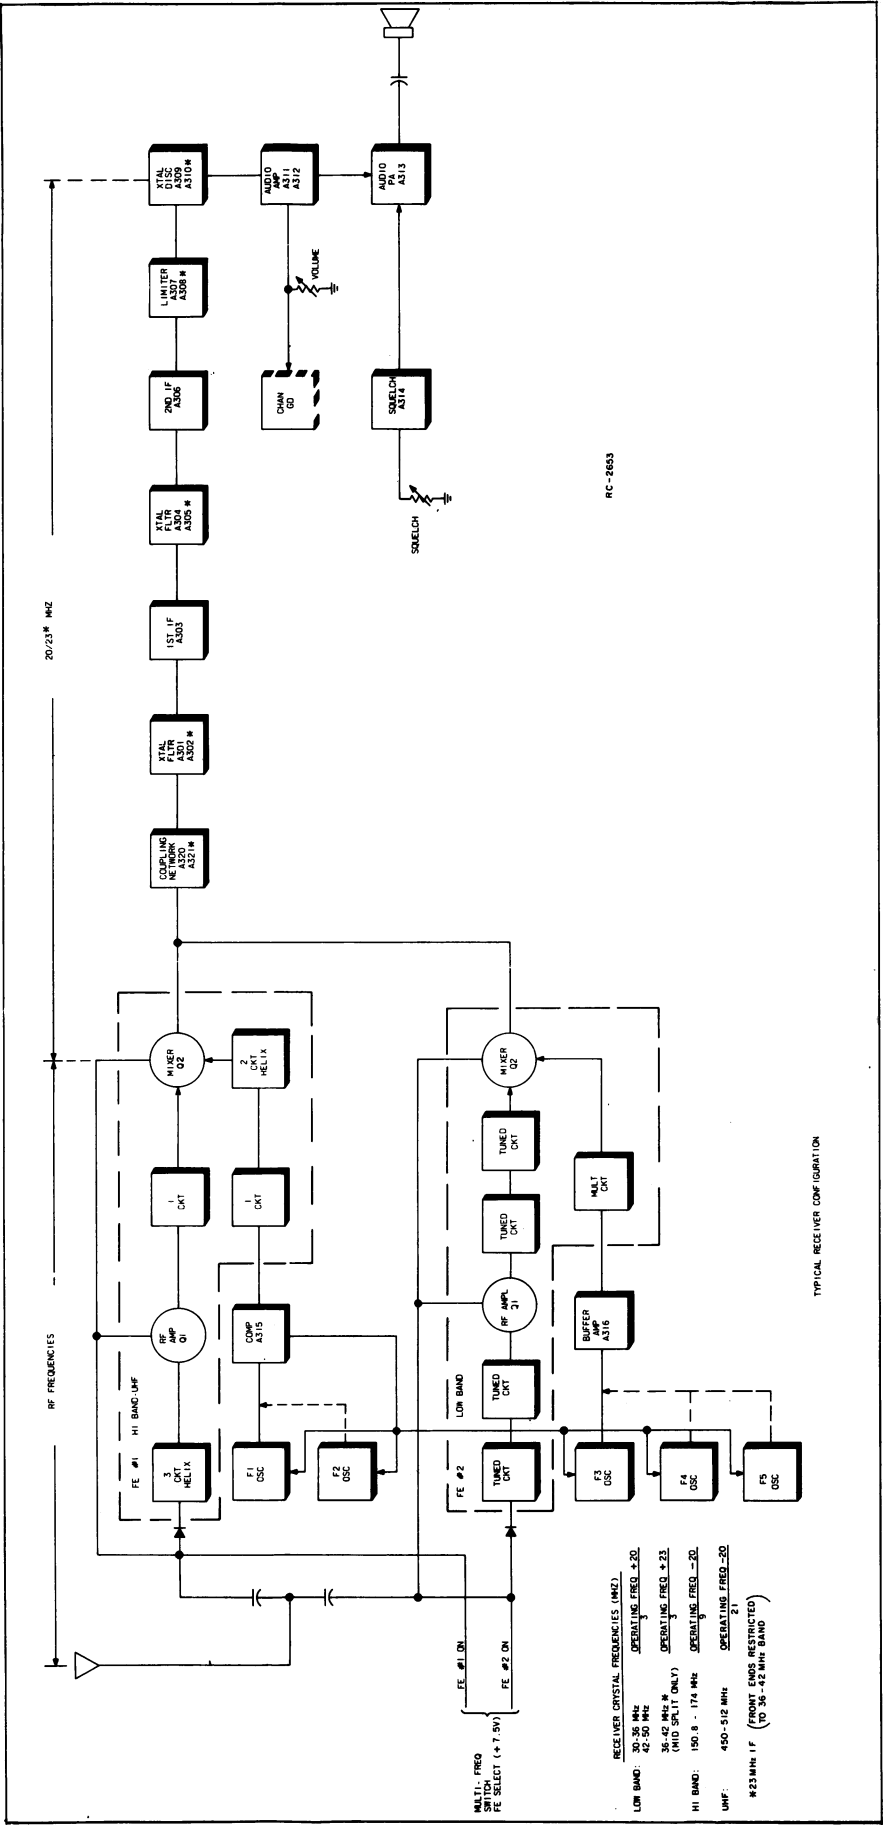 RF FREQUENCIES
20/23* MHZ
FE #1
HI BAND-UHF
3
CKT
HELIX
RF
AMP
Q1
1
CKT
MIXER
Q2
F1
OSC
COMP
A315
1
CKT
2
CKT
HELIX
F2
OSC
COUPLING
NETWORK
A320
A321*
XTAL
FLTR
A301
A302*
1ST IF
A303
XTAL
FLTR
A304
A305*
2ND IF
A306
LIMITER
A307
A308*
XTAL
DISC
A309
A310*
AUDIO
AMP
A311
A312
VOLUME
CHAN
GD
AUDIO
PA
A313
SQUELCH
A314
SQUELCH
FE #2
LOW BAND
TUNED
CKT
TUNED
CKT
RF AMPL
Q1
TUNED
CKT
TUNED
CKT
MIXER
Q2
F3
OSC
BUFFER
AMP
A316
MULT
CKT
F4
OSC
F5
OSC
FE #1 ON
FE #2 ON
MULTI-FREQ
SWITCH
FE SELECT (+7.5V)
RECEIVER CRYSTAL FREQUENCIES (MHZ)
LOW BAND: 30-36 MHz OPERATING FREQ +20
42-50 MHz 3
36-42 MHz * OPERATING FREQ +23
(MID SPLIT ONLY) 3
HI BAND: 150.8 - 174 MHz OPERATING FREQ -20
9
UHF: 450-512 MHz OPERATING FREQ -20
21
*23 MHz IF (FRONT ENDS RESTRICTED)
(TO 36-42 MHz BAND)
TYPICAL RECEIVER CONFIGURATION
RC-2653